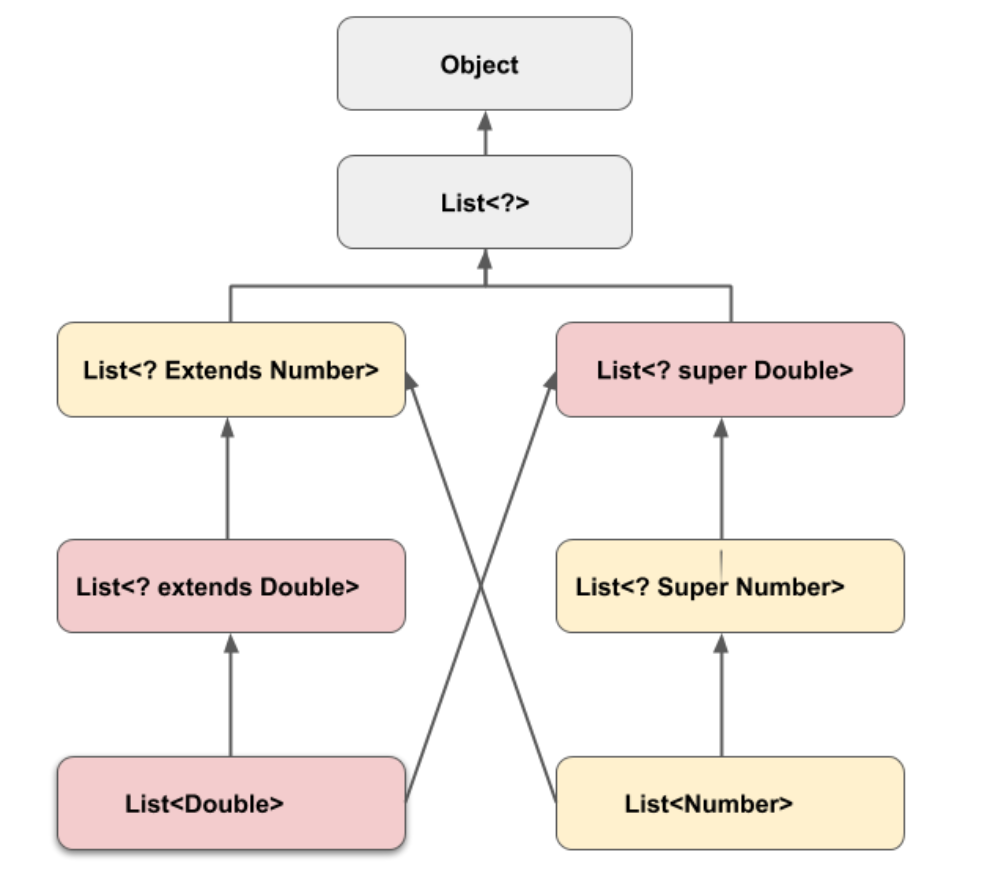 Object
List<?>
List<? Extends Number>
List<? super Double>
List<? extends Double>
List<? Super Number>
List<Double>
List<Number>